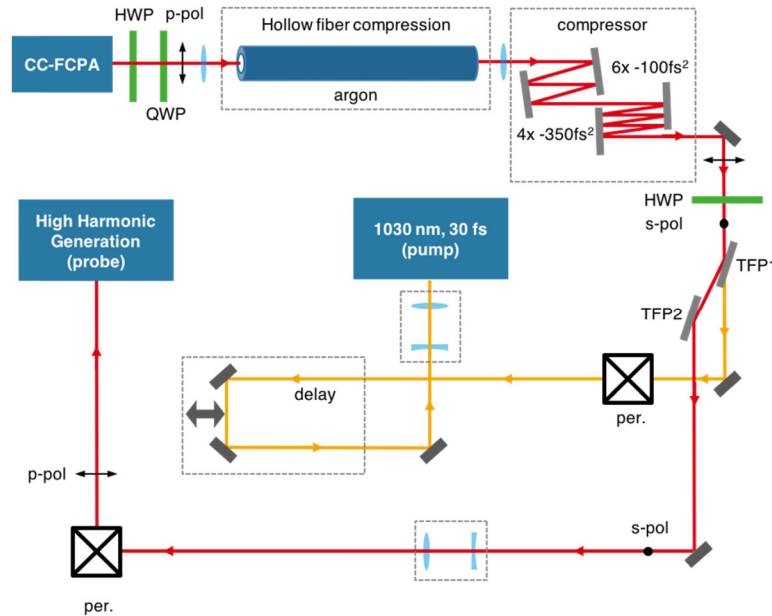 HWP
p-pol
CC-FCPA
QWP
Hollow fiber compression
argon
compressor
6x -100fs²
4x -350fs²
HWP
s-pol
TFP1
TFP2
High Harmonic
Generation
(probe)
1030 nm, 30 fs
(pump)
delay
per.
p-pol
s-pol
per.